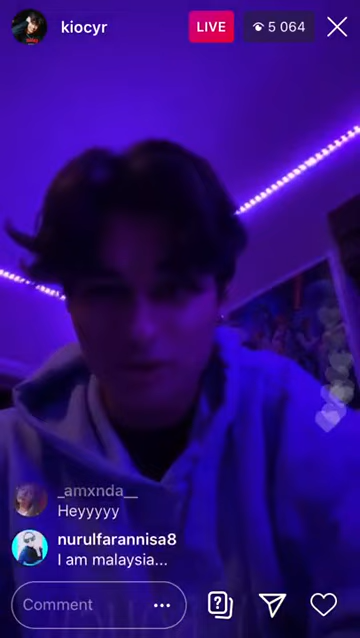 kiocyr
LIVE
5 064
_amxnda__
Heyyyyy
nurulfarannisa8
I am malaysia...
Comment